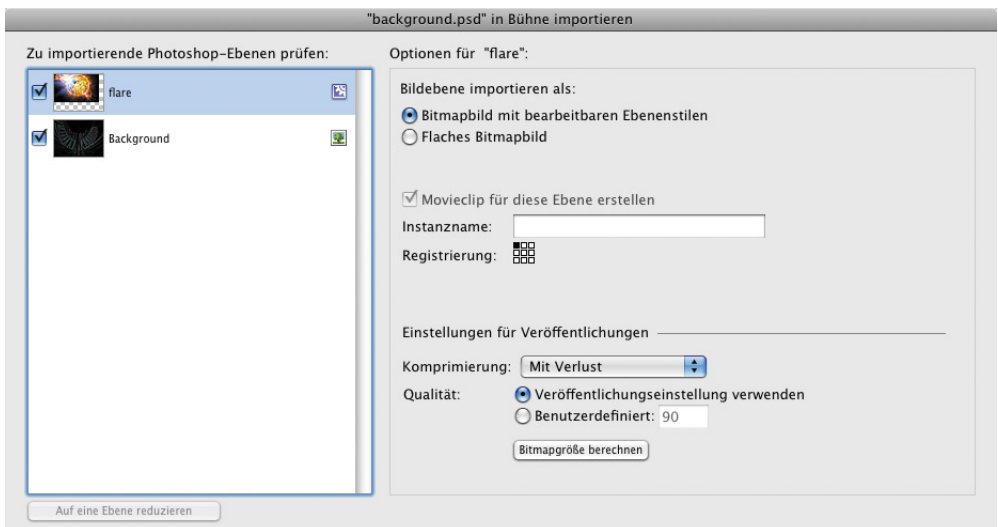 "background.psd" in Bühne importieren
Zu importierende Photoshop-Ebenen prüfen:
flare
Background
Auf eine Ebene reduzieren
Optionen für "flare":
Bildebene importieren als:
Bitmapbild mit bearbeitbaren Ebenenstilen
Flaches Bitmapbild
Movieclip für diese Ebene erstellen
Instanzname:
Registrierung:
Einstellungen für Veröffentlichungen
Komprimierung: Mit Verlust
Qualität: Veröffentlichungseinstellung verwenden
Benutzerdefiniert: 90
Bitmapgröße berechnen